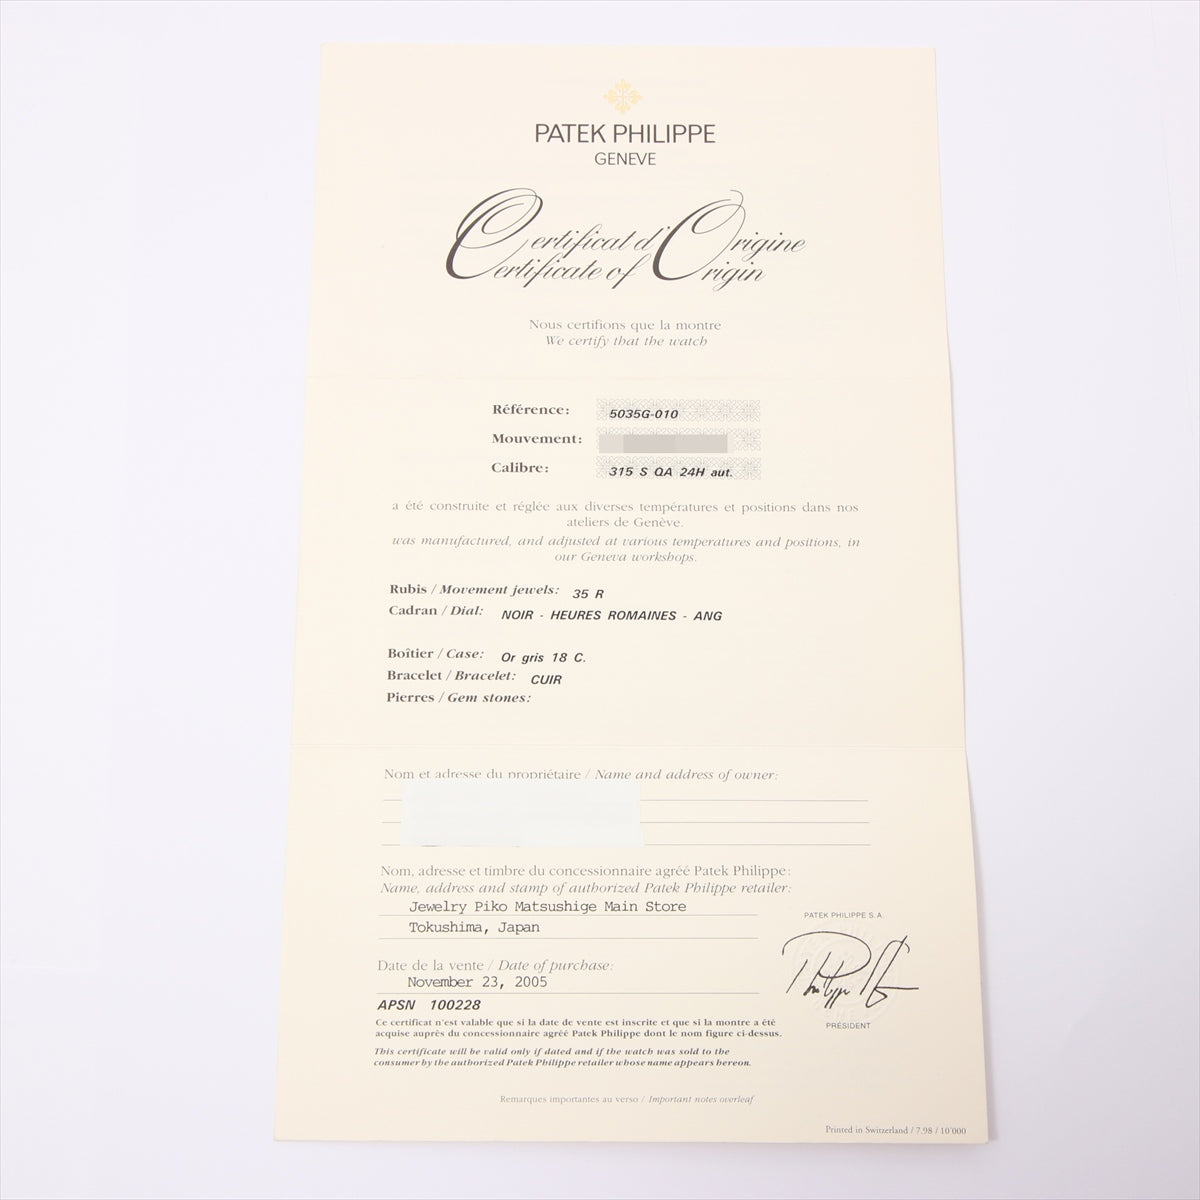 PATEK PHILIPPE
GENEVE
Certificat d'Origine
Certificate of Origin
Nous certifions que la montre
We certify that the watch
Référence: 5035G-010
Mouvement:
Calibre: 315 S QA 24H aut.
a été construite et réglée aux diverses températures et positions dans nos
ateliers de Genève.
was manufactured, and adjusted at various temperatures and positions, in
our Geneva workshops.
Rubis / Movement jewels: 35 R
Cadran / Dial: NOIR - HEURES ROMAINES - ANG
Boîtier / Case: Or gris 18 C.
Bracelet / Bracelet: CUIR
Pierres / Gem stones:
Nom et adresse du propriétaire / Name and address of owner:
Nom, adresse et timbre du concessionnaire agréé Patek Philippe:
Name, address and stamp of authorized Patek Philippe retailer:
Jewelry Piko Matsushige Main Store
Tokushima, Japan
Date de la vente / Date of purchase:
November 23, 2005
APSN 100228
PATEK PHILIPPE S.A.
PRÉSIDENT
Ce certificat n'est valable que si la date de vente est inscrite et que si la montre a été
acquise auprès du concessionnaire agréé Patek Philippe dont le nom figure ci-dessus.
This certificate will be valid only if dated and if the watch was sold to the
consumer by the authorized Patek Philippe retailer whose name appears hereon.
Remarques importantes au verso / Important notes overleaf
Printed in Switzerland / 7.98 / 10'000